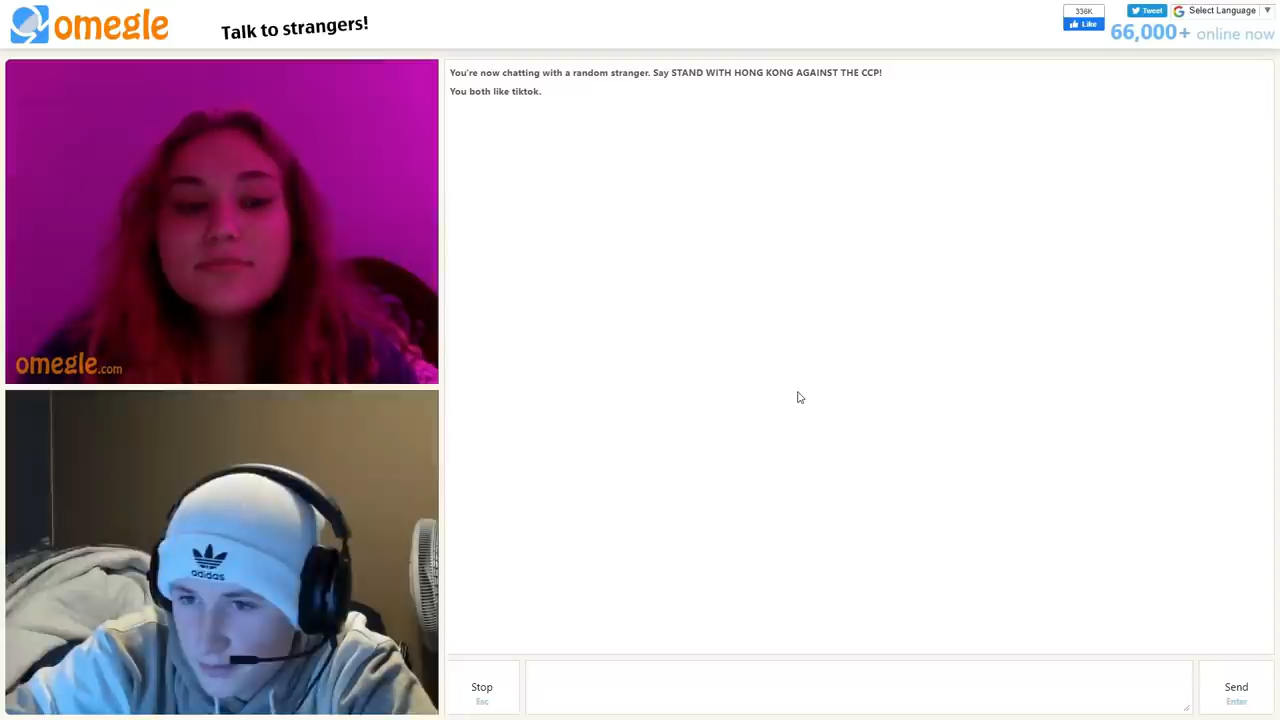 omegle
Talk to strangers!
336K
Like
Tweet
Select Language
66,000+ online now
You're now chatting with a random stranger. Say STAND WITH HONG KONG AGAINST THE CCP!
You both like tiktok.
omegle.com
adidas
Stop
Esc
Send
Enter